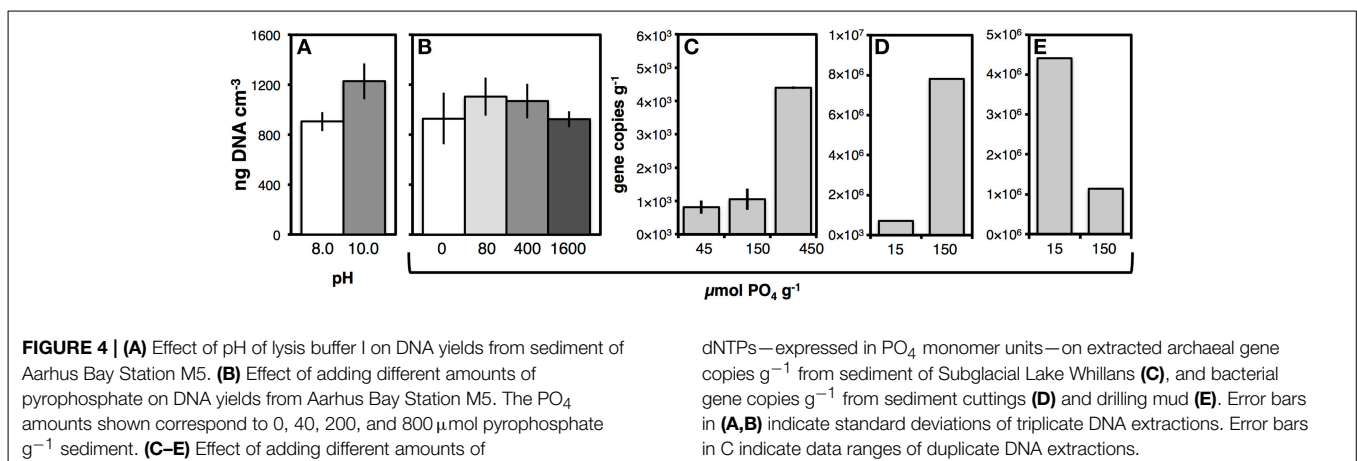 A
B
C
D
E
ng DNA cm⁻³
1600
1200
800
400
0
8.0 10.0
pH
0 80 400 1600
gene copies g⁻¹
6×10³
5×10³
4×10³
3×10³
2×10³
1×10³
0×10³
45 150 450
1×10⁷
8×10⁶
6×10⁶
4×10⁶
2×10⁶
0×10³
15 150
5×10⁶
4×10⁶
3×10⁶
2×10⁶
1×10⁶
0×10⁶
15 150
µmol PO₄ g⁻¹
FIGURE 4 | (A) Effect of pH of lysis buffer I on DNA yields from sediment of
Aarhus Bay Station M5. (B) Effect of adding different amounts of
pyrophosphate on DNA yields from Aarhus Bay Station M5. The PO₄
amounts shown correspond to 0, 40, 200, and 800 µmol pyrophosphate
g⁻¹ sediment. (C–E) Effect of adding different amounts of
dNTPs—expressed in PO₄ monomer units—on extracted archaeal gene
copies g⁻¹ from sediment of Subglacial Lake Whillans (C), and bacterial
gene copies g⁻¹ from sediment cuttings (D) and drilling mud (E). Error bars
in (A,B) indicate standard deviations of triplicate DNA extractions. Error bars
in C indicate data ranges of duplicate DNA extractions.